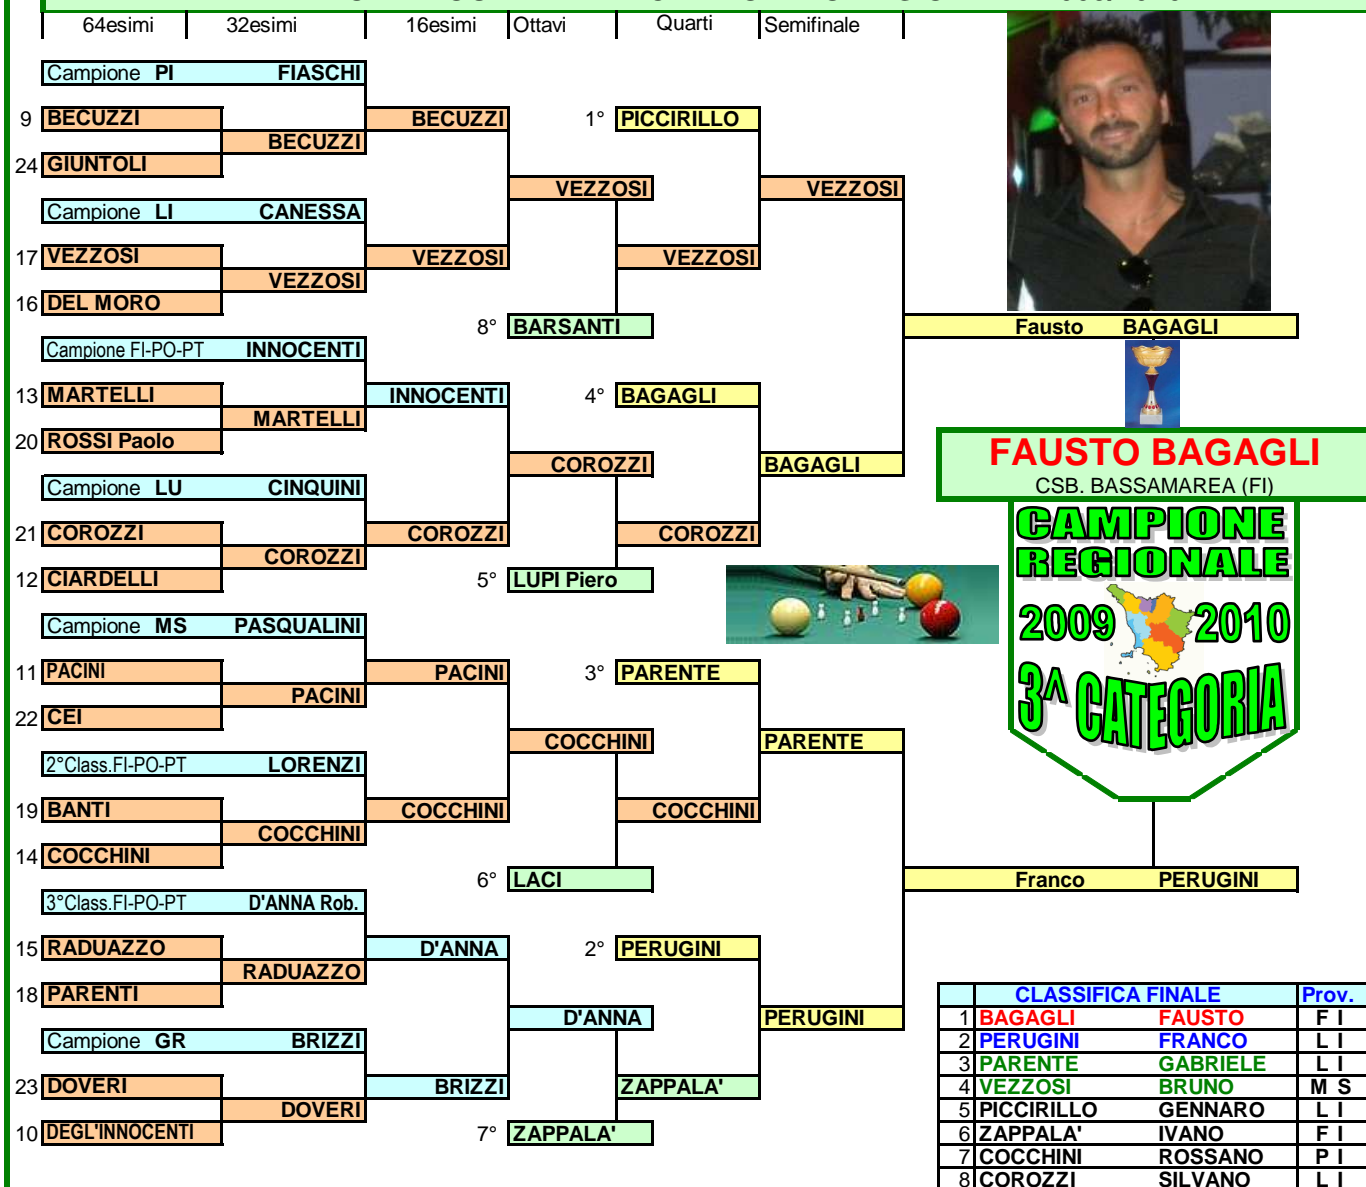 64esimi 32esimi 16esimi Ottavi Quarti Semifinale
Campione PI FIASCHI
9 BECUZZI BECUZZI 1° PICCIRILLO
BECUZZI
24 GIUNTOLI
VEZZOSI VEZZOSI
Campione LI CANESSA
17 VEZZOSI VEZZOSI VEZZOSI
VEZZOSI
16 DEL MORO
8° BARSANTI Fausto BAGAGLI
Campione FI-PO-PT INNOCENTI
13 MARTELLI INNOCENTI 4° BAGAGLI
MARTELLI
20 ROSSI Paolo
FAUSTO BAGAGLI
COROZZI BAGAGLI
Campione LU CINQUINI CSB. BASSAMAREA (FI)
21 COROZZI COROZZI COROZZI CAMPIONE
COROZZI REGIONALE
12 CIARDELLI 5° LUPI Piero
Campione MS PASQUALINI 2009 2010
11 PACINI PACINI 3° PARENTE
PACINI 3^ CATEGORIA
22 CEI
COCCHINI PARENTE
2°Class.FI-PO-PT LORENZI
19 BANTI COCCHINI COCCHINI
COCCHINI
14 COCCHINI
6° LACI Franco PERUGINI
3°Class.FI-PO-PT D'ANNA Rob.
15 RADUAZZO D'ANNA 2° PERUGINI
RADUAZZO
18 PARENTI CLASSIFICA FINALE Prov.
D'ANNA PERUGINI 1 BAGAGLI FAUSTO F I
Campione GR BRIZZI 2 PERUGINI FRANCO L I
3 PARENTE GABRIELE L I
23 DOVERI BRIZZI ZAPPALA' 4 VEZZOSI BRUNO M S
DOVERI 5 PICCIRILLO GENNARO L I
10 DEGL'INNOCENTI 7° ZAPPALA' 6 ZAPPALA' IVANO F I
7 COCCHINI ROSSANO P I
8 COROZZI SILVANO L I